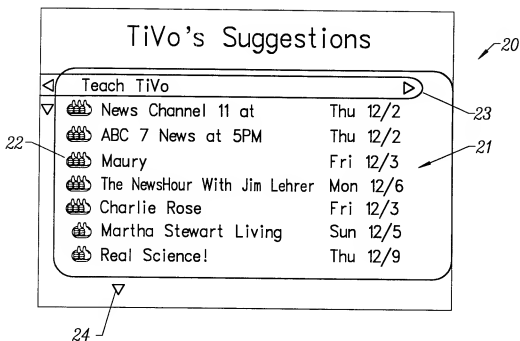 TiVo's Suggestions
20
Teach TiVo
23
News Channel 11 at Thu 12/2
ABC 7 News at 5PM Thu 12/2
22
21
Maury Fri 12/3
The NewsHour With Jim Lehrer Mon 12/6
Charlie Rose Fri 12/3
Martha Stewart Living Sun 12/5
Real Science! Thu 12/9
24